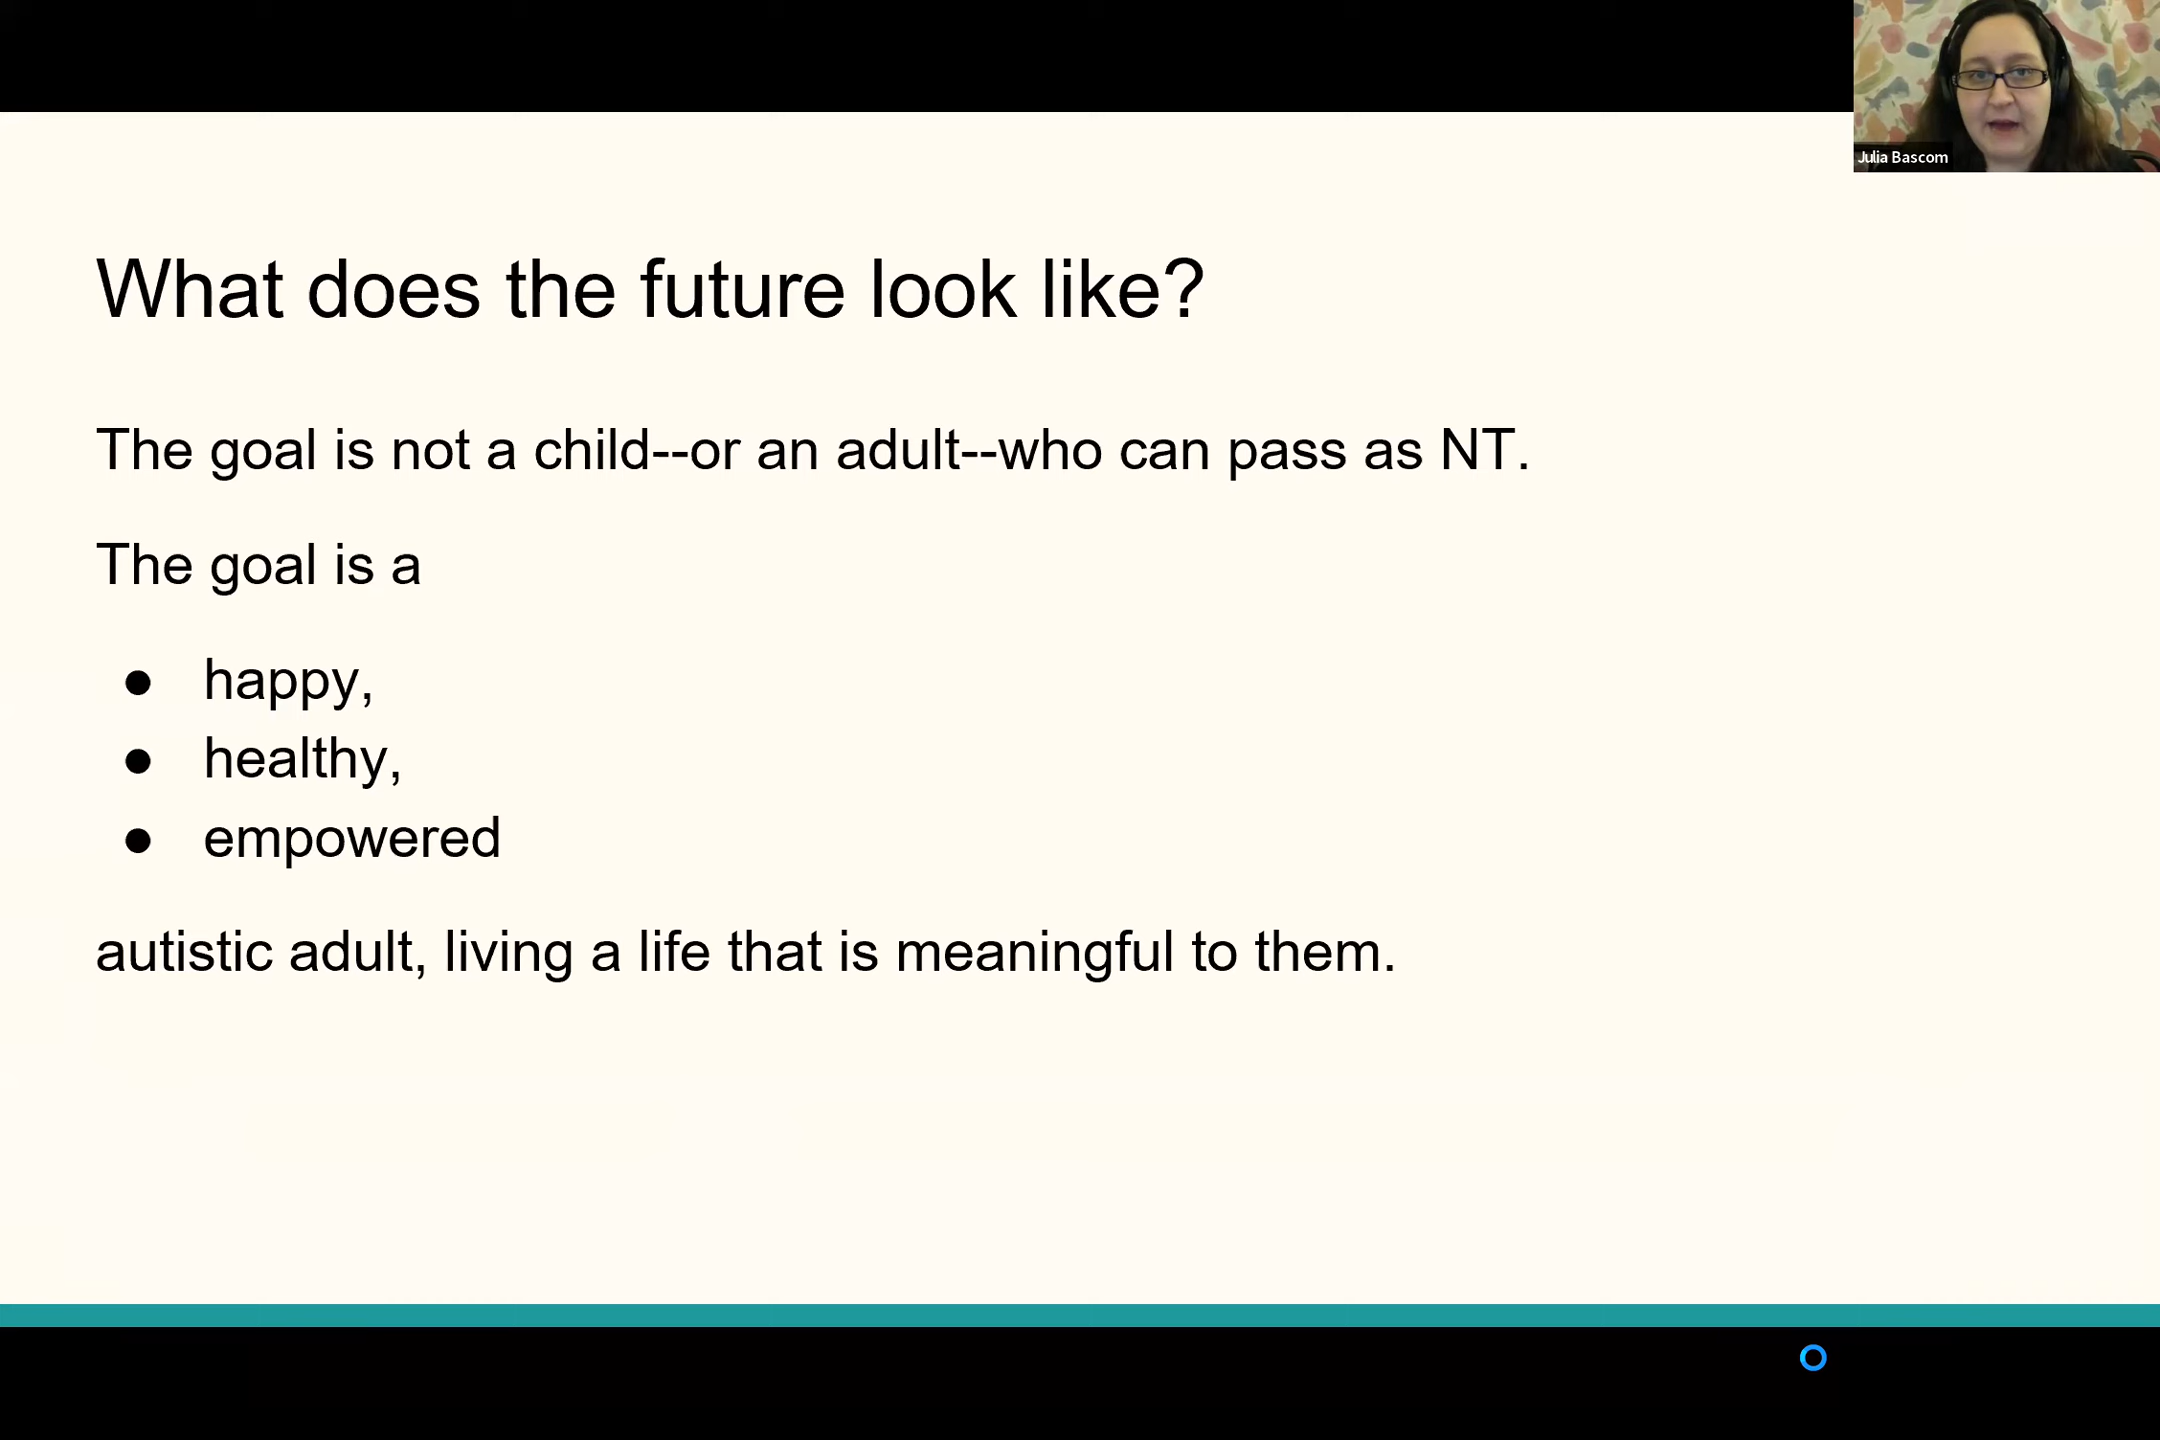 Julia Bascom
What does the future look like?
The goal is not a child--or an adult--who can pass as NT.
The goal is a
● happy,
● healthy,
● empowered
autistic adult, living a life that is meaningful to them.